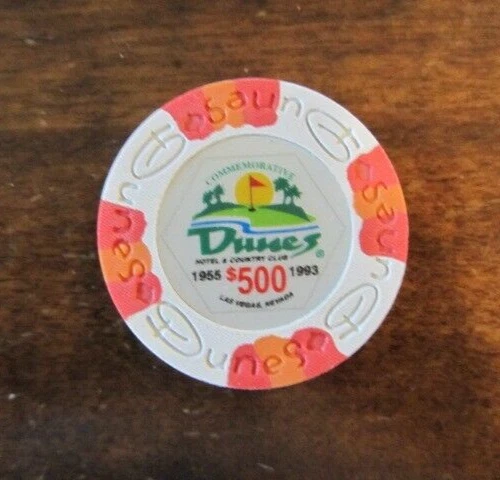 COMMEMORATIVE
Dunes®
HOTEL & COUNTRY CLUB
1955 $500 1993
LAS VEGAS, NEVADA